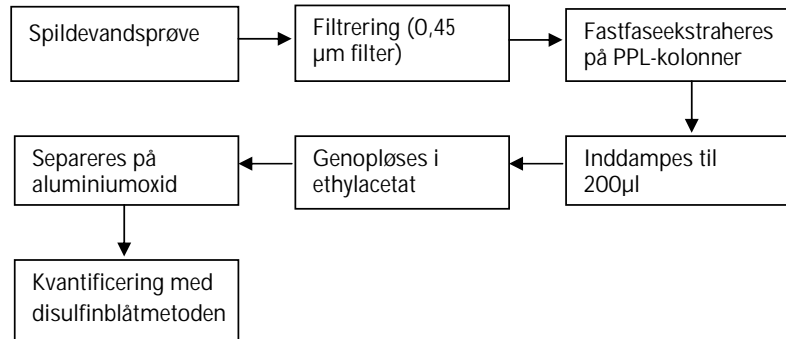 Spildevandsprøve
Filtrering (0,45
µm filter)
Fastfaseekstraheres
på PPL-kolonner
Inddampes til
200µl
Genopløses i
ethylacetat
Separeres på
aluminiumoxid
Kvantificering med
disulfinblåtmetoden